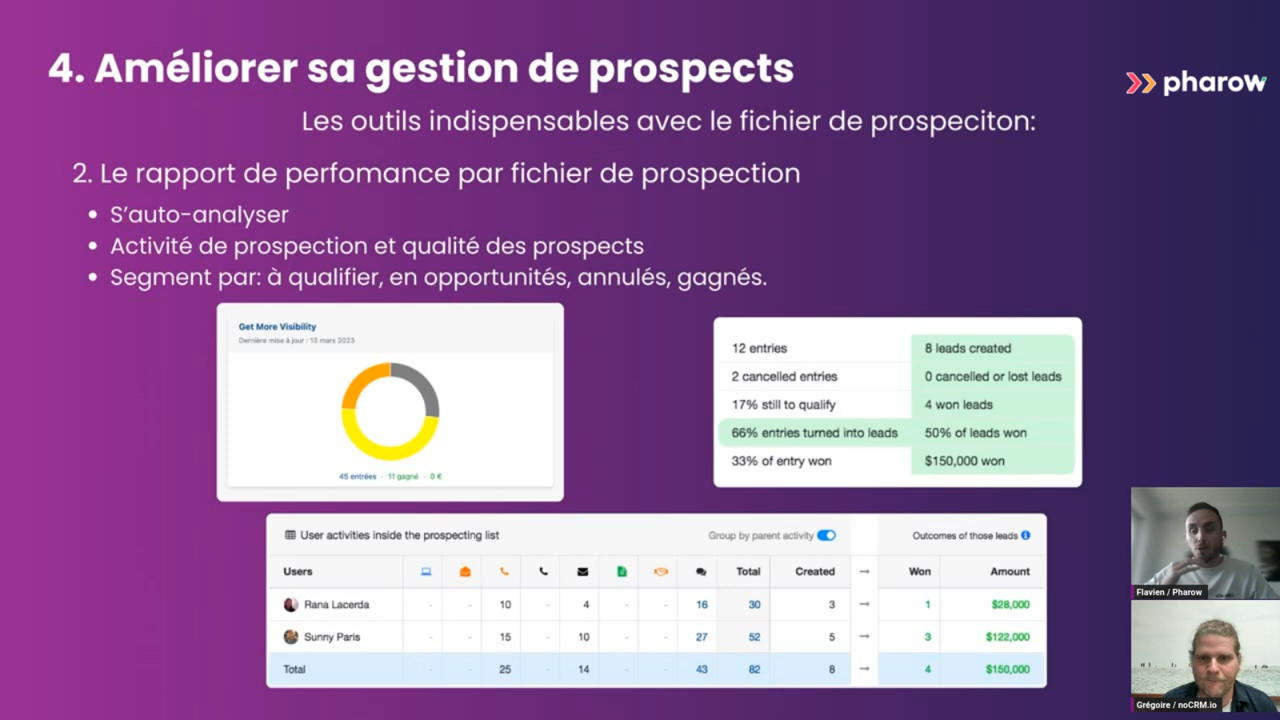 4. Améliorer sa gestion de prospects
pharow
Les outils indispensables avec le fichier de prospeciton:
2. Le rapport de perfomance par fichier de prospection
• S’auto-analyser
• Activité de prospection et qualité des prospects
• Segment par: à qualifier, en opportunités, annulés, gagnés.
Get More Visibility
Dernière mise à jour : 13 mars 2023
45 entrées · 11 gagné · 0 €
12 entries 8 leads created
2 cancelled entries 0 cancelled or lost leads
17% still to qualify 4 won leads
66% entries turned into leads 50% of leads won
33% of entry won $150,000 won
User activities inside the prospecting list Group by parent activity Outcomes of those leads
Users Total Created → Won Amount
Rana Lacerda - - 10 - 4 - - 16 30 3 → 1 $28,000
Sunny Paris - - 15 - 10 - - 27 52 5 → 3 $122,000
Total - - 25 - 14 - - 43 82 8 → 4 $150,000
Flavien / Pharow
Grégoire / noCRM.io